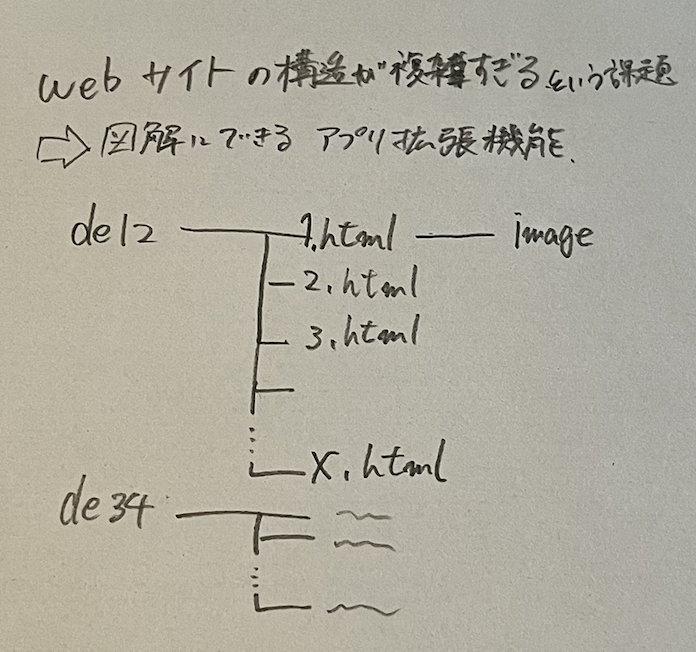 webサイトの構造が複雑すぎるという課題
⇨図解にできる アプリ拡張機能.
de12 1.html image
2.html
3.html
X.html
de34